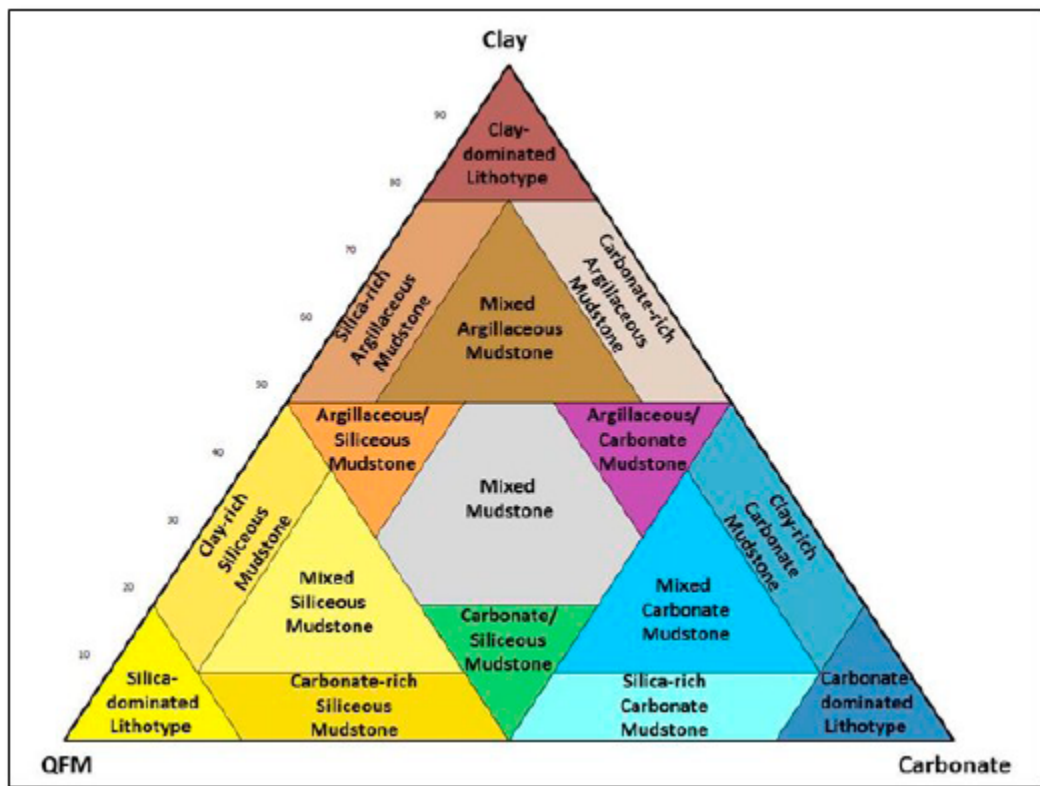 Clay
90
Clay-
dominated
Lithotype
80
70
Silica-rich
Argillaceous
Mudstone
Mixed
Argillaceous
Mudstone
Carbonate-rich
Argillaceous
Mudstone
60
50
Argillaceous/
Siliceous
Mudstone
Argillaceous/
Carbonate
Mudstone
40
Mixed
Mudstone
Clay-rich
Siliceous
Mudstone
Clay-rich
Carbonate
Mudstone
30
20
Mixed
Siliceous
Mudstone
Carbonate/
Siliceous
Mudstone
Mixed
Carbonate
Mudstone
10
Silica-
dominated
Lithotype
Carbonate-rich
Siliceous
Mudstone
Silica-rich
Carbonate
Mudstone
Carbonate
dominated
Lithotype
QFM
Carbonate